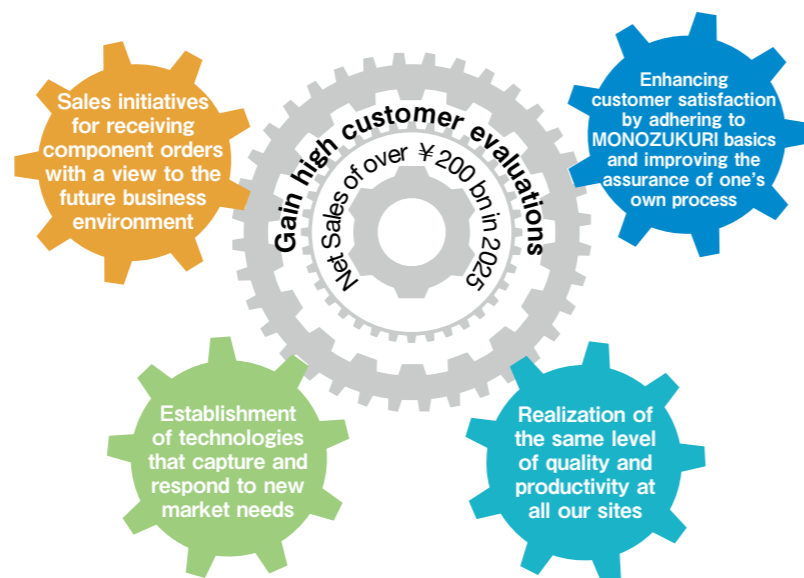 Sales initiatives
for receiving
component orders
with a view to the
future business
environment
Gain high customer evaluations
Net Sales of over ¥200 bn in 2025
Enhancing
customer satisfaction
by adhering to
MONOZUKURI basics
and improving the
assurance of one's
own process
Establishment
of technologies
that capture and
respond to new
market needs
Realization of
the same level
of quality and
productivity at
all our sites